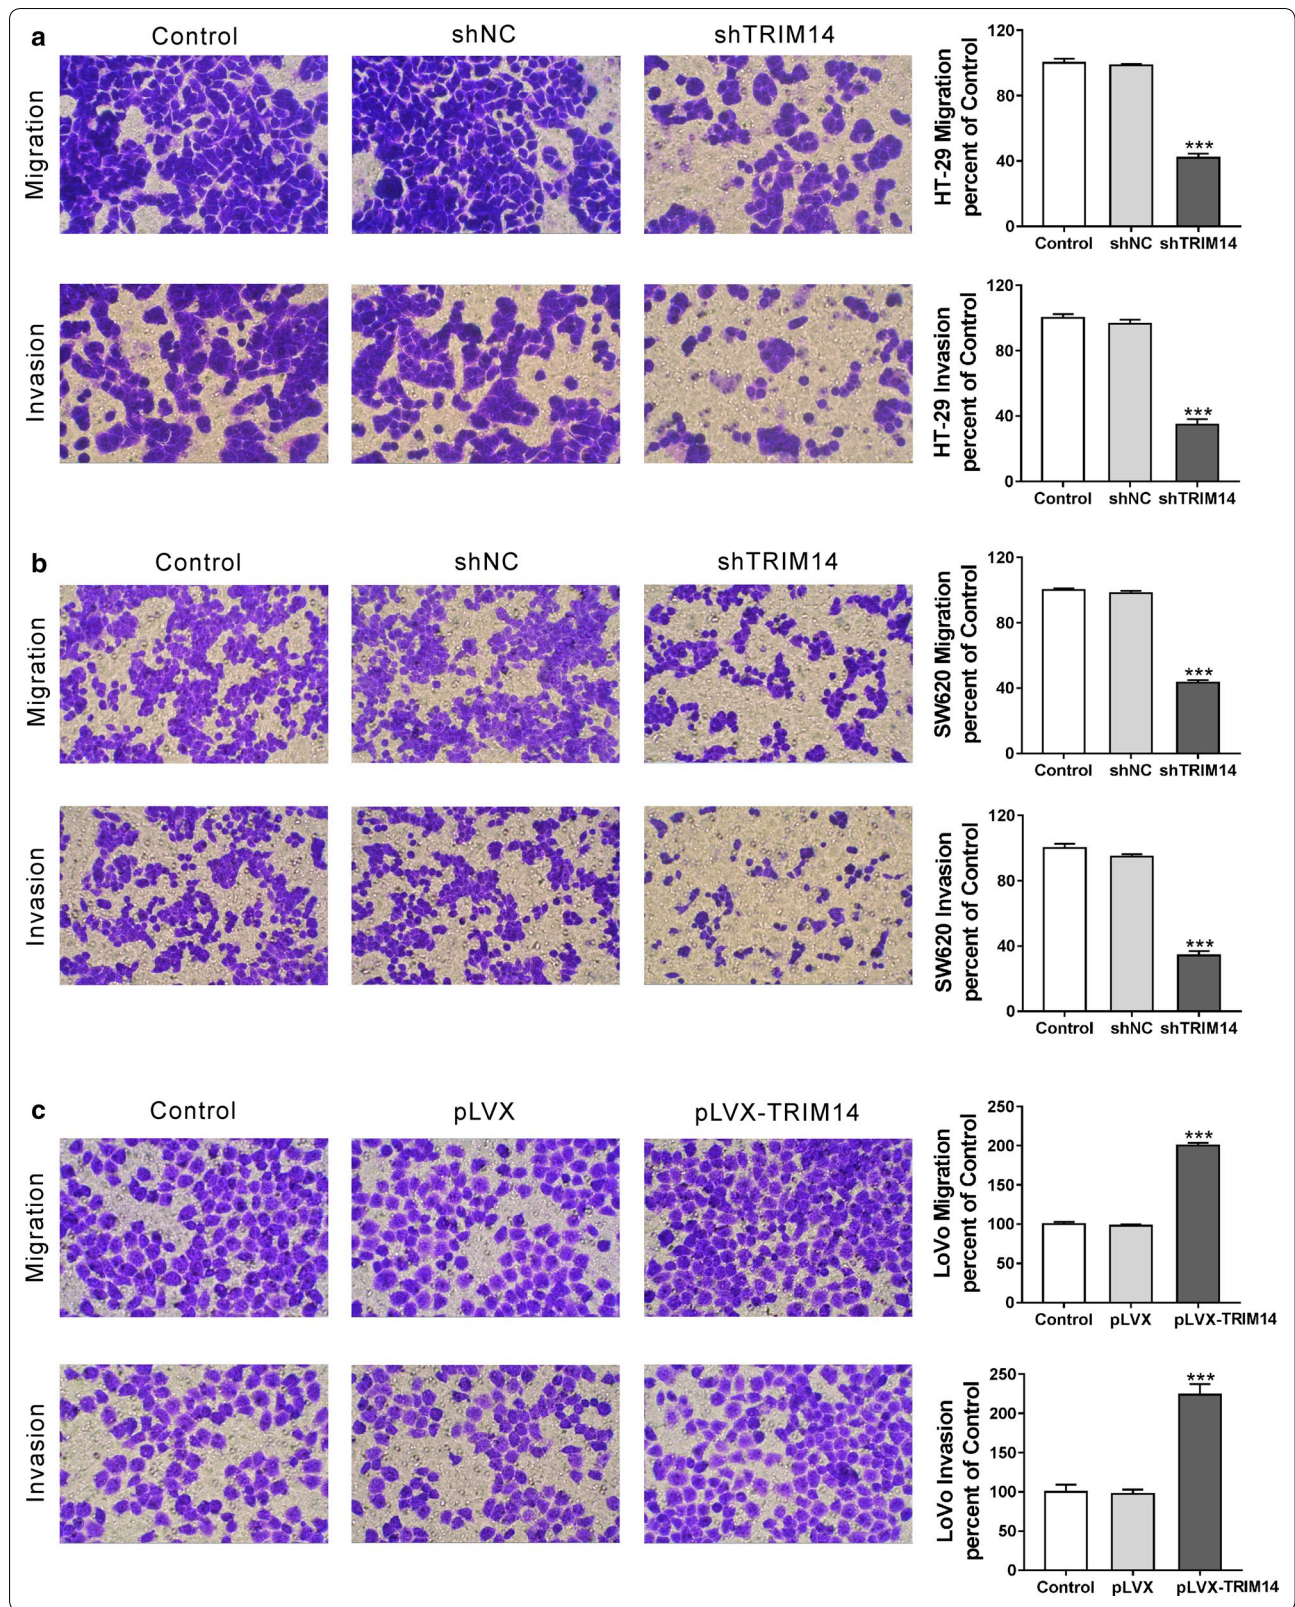 a
Control shNC shTRIM14
Migration
HT-29 Migration
percent of Control
120
80
40
0
***
Control shNC shTRIM14
Invasion
HT-29 Invasion
percent of Control
120
80
40
0
***
Control shNC shTRIM14
b
Control shNC shTRIM14
Migration
SW620 Migration
percent of Control
120
80
40
0
***
Control shNC shTRIM14
Invasion
SW620 Invasion
percent of Control
120
80
40
0
***
Control shNC shTRIM14
c
Control pLVX pLVX-TRIM14
Migration
LoVo Migration
percent of Control
250
200
150
100
50
0
***
Control pLVX pLVX-TRIM14
Invasion
LoVo Invasion
percent of Control
250
200
150
100
50
0
***
Control pLVX pLVX-TRIM14